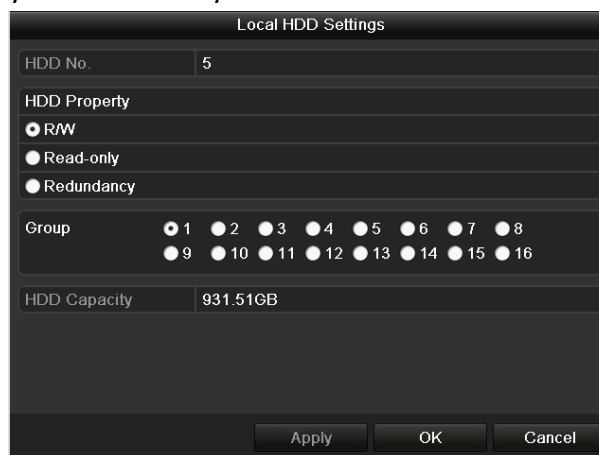 Local HDD Settings
HDD No. 5
HDD Property
R/W
Read-only
Redundancy
Group 1 2 3 4 5 6 7 8
9 10 11 12 13 14 15 16
HDD Capacity 931.51GB
Apply OK Cancel